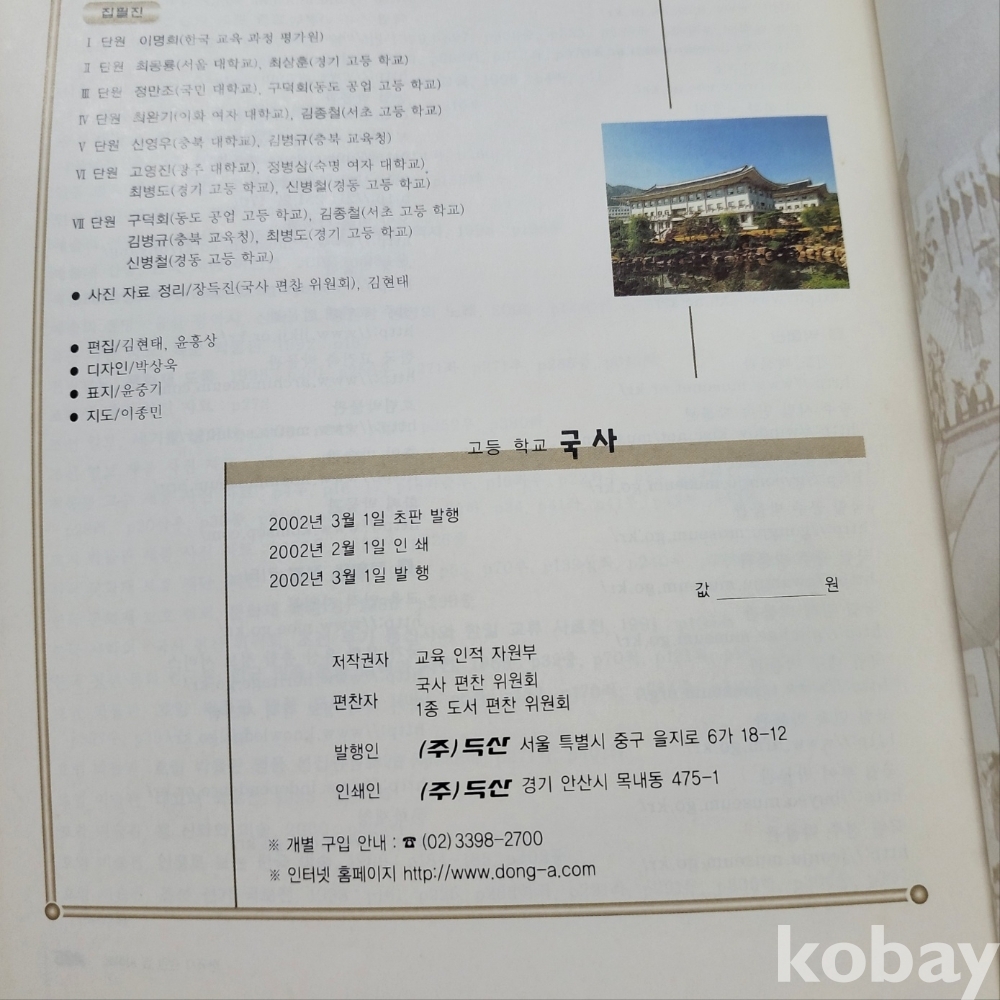 집필진
Ⅰ 단원 이명희(한국 교육 과정 평가원)
Ⅱ 단원 최몽룡(서울 대학교), 최상훈(경기 고등 학교)
Ⅲ 단원 정만조(국민 대학교), 구덕회(동도 공업 고등 학교)
Ⅳ 단원 최완기(이화 여자 대학교), 김종철(서초 고등 학교)
Ⅴ 단원 신영우(충북 대학교), 김병규(충북 교육청)
Ⅵ 단원 고영진(광주 대학교), 정병삼(숙명 여자 대학교),
최병도(경기 고등 학교), 신병철(경동 고등 학교)
Ⅶ 단원 구덕회(동도 공업 고등 학교), 김종철(서초 고등 학교)
김병규(충북 교육청), 최병도(경기 고등 학교)
신병철(경동 고등 학교)
● 사진 자료 정리/장득진(국사 편찬 위원회), 김현태
● 편집/김현태, 윤흥상
● 디자인/박상욱
● 표지/윤중기
● 지도/이종민
고등 학교 국사
2002년 3월 1일 초판 발행
2002년 2월 1일 인 쇄
2002년 3월 1일 발 행
값 원
저작권자 교육 인적 자원부
편찬자 국사 편찬 위원회
1종 도서 편찬 위원회
발행인 (주)두산 서울 특별시 중구 을지로 6가 18-12
인쇄인 (주)두산 경기 안산시 목내동 475-1
※ 개별 구입 안내 : ☎ (02)3398-2700
※ 인터넷 홈페이지 http://www.dong-a.com
kobay